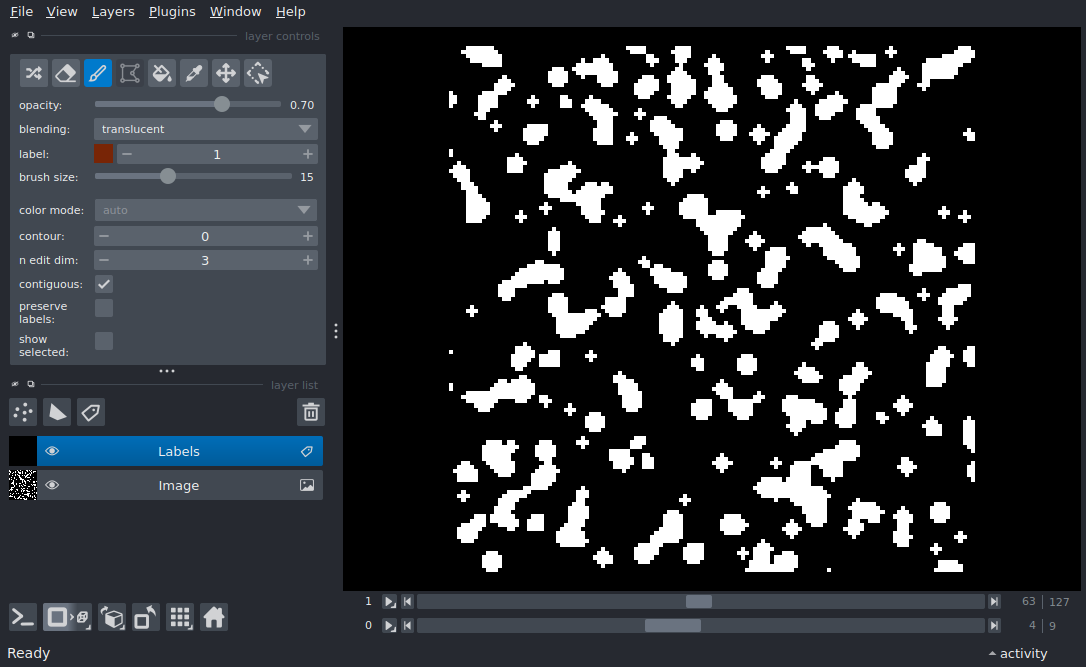 File View Layers Plugins Window Help
layer controls
opacity: 0.70
blending: translucent
label: 1
brush size: 15
color mode: auto
contour: 0
n edit dim: 3
contiguous:
preserve
labels:
show
selected:
layer list
Labels
Image
1 63 | 127
0 4 | 9
Ready activity